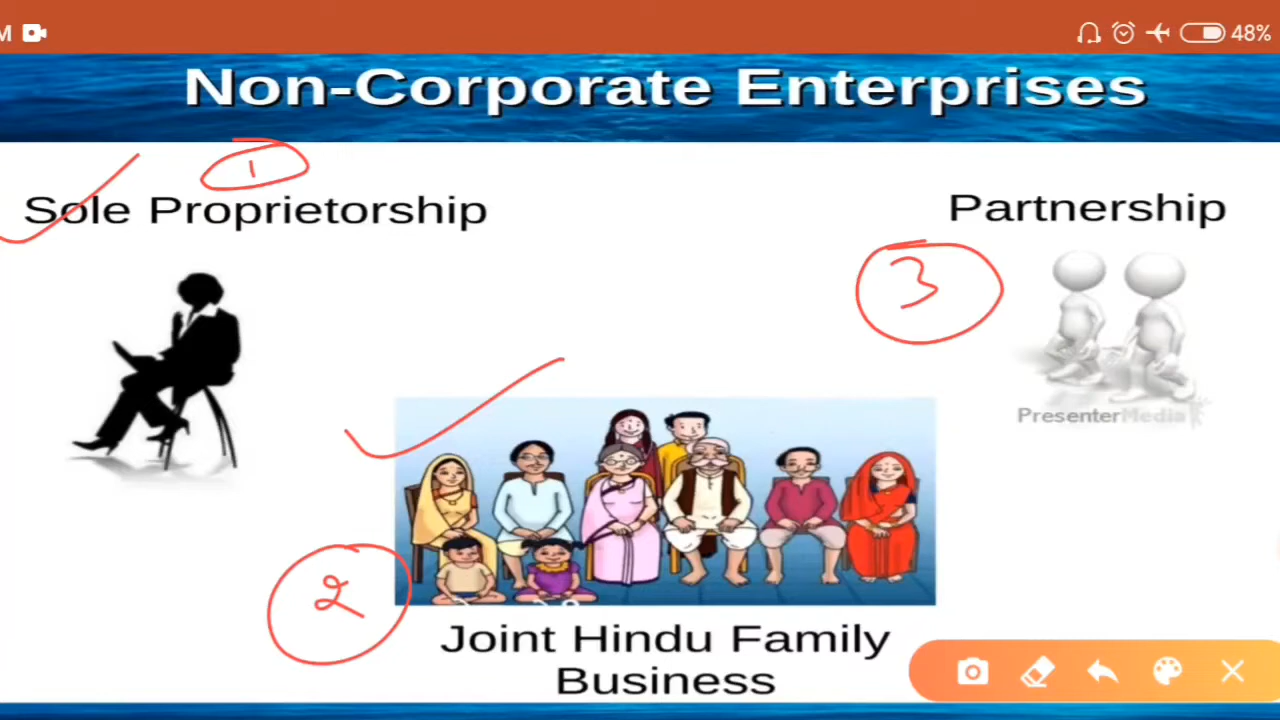 M
48%
Non-Corporate Enterprises
1
Sole Proprietorship
Partnership
3
PresenterMedia
2
Joint Hindu Family
Business